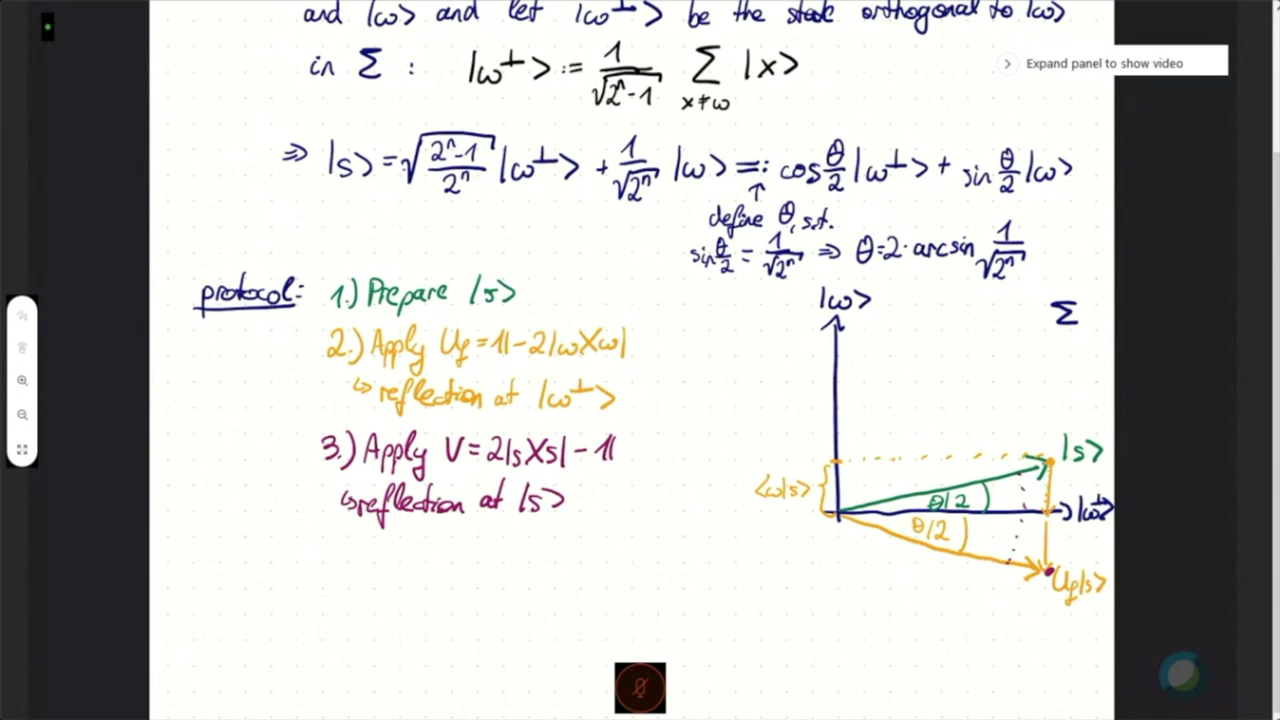 and |ω> and let |ω⊥> be the state orthogonal to |ω>
in Σ : |ω⊥> := 1/√(2ⁿ-1) Σ_{x≠ω} |x>
Expand panel to show video
=> |s> = √((2ⁿ-1)/2ⁿ) |ω⊥> + 1/√(2ⁿ) |ω> =: cos θ/2 |ω⊥> + sin θ/2 |ω>
↑
define θ, s.t.
sin θ/2 = 1/√(2ⁿ) => θ=2·arcsin 1/√(2ⁿ)
protocol: 1.) Prepare |s>
2.) Apply U_f = 1l-2|ω><ω|
↳ reflection at |ω⊥>
3.) Apply V = 2|s><s| - 1l
↳ reflection at |s>
|ω>
Σ
|s>
<ω|s>
θ/2
|ω⊥>
θ/2
U_f|s>